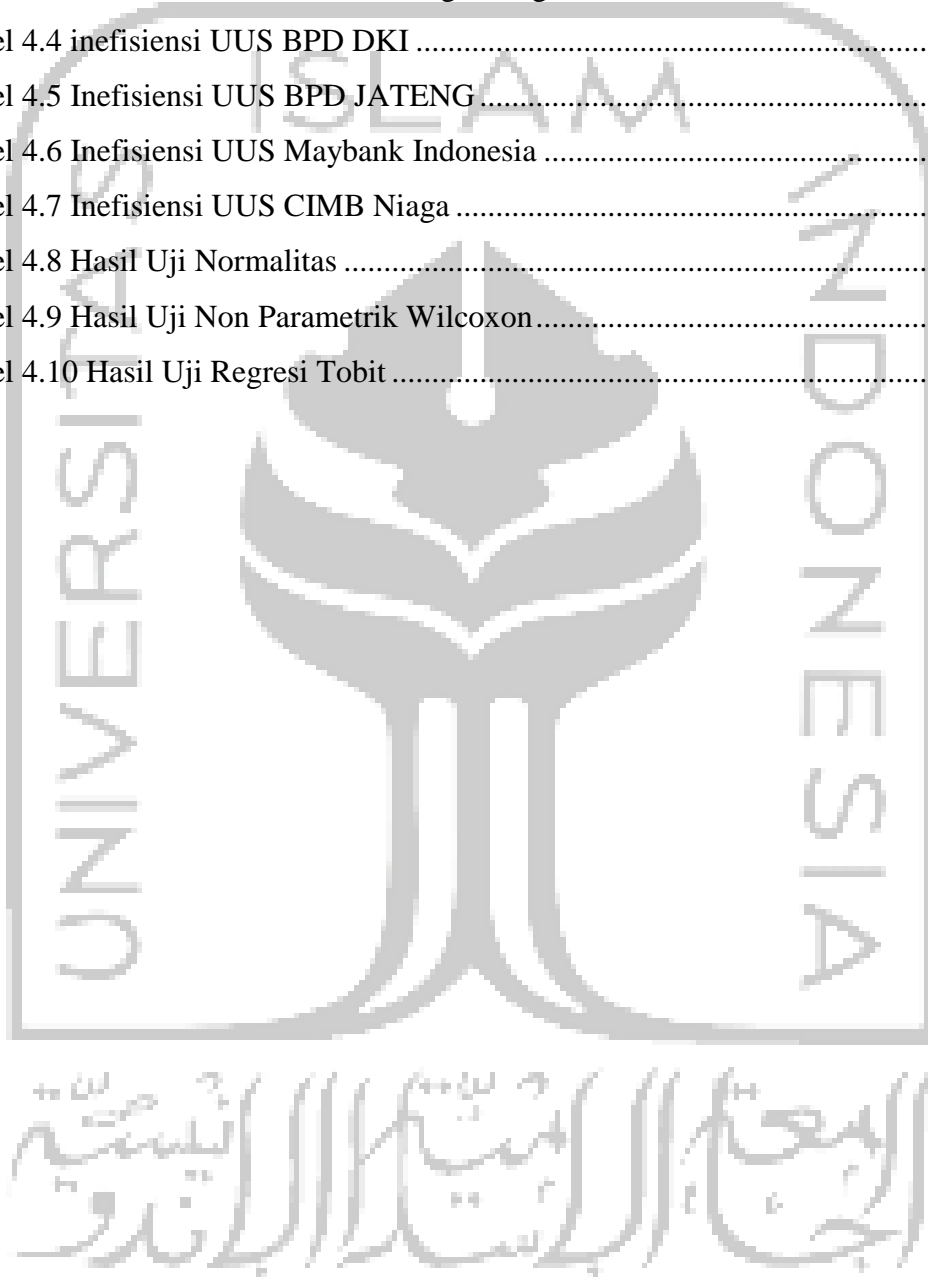 el 4.4 inefisiensi UUS BPD DKI ...............................................................................
el 4.5 Inefisiensi UUS BPD JATENG .....................................................................
el 4.6 Inefisiensi UUS Maybank Indonesia ............................................................
el 4.7 Inefisiensi UUS CIMB Niaga .........................................................................
el 4.8 Hasil Uji Normalitas ..........................................................................................
el 4.9 Hasil Uji Non Parametrik Wilcoxon .............................................................
el 4.10 Hasil Uji Regresi Tobit ...................................................................................
ISLAM
UNIVERSITAS
INDONESIA